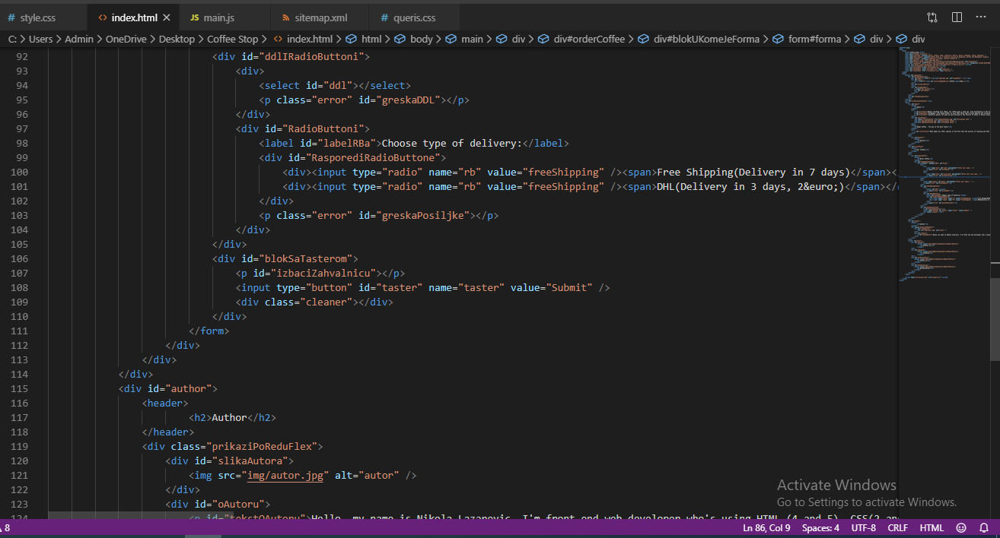 # style.css <> index.html × JS main.js sitemap.xml # queris.css ···
C: > Users > Admin > OneDrive > Desktop > Coffee Stop > <> index.html > html > body > main > div > div#orderCoffee > div#blokUKomeJeForma > form#forma > div > div
92 <div id="ddlIRadioButtoni">
93 <div>
94 <select id="ddl"></select>
95 <p class="error" id="greskaDDL"></p>
96 </div>
97 <div id="RadioButtoni">
98 <label id="labelRBa">Choose type of delivery:</label>
99 <div id="RasporediRadioButtone">
100 <div><input type="radio" name="rb" value="freeShipping" /><span>Free Shipping(Delivery in 7 days)</span><
101 <div><input type="radio" name="rb" value="freeShipping" /><span>DHL(Delivery in 3 days, 2&euro;)</span></
102 </div>
103 <p class="error" id="greskaPosiljke"></p>
104 </div>
105 </div>
106 <div id="blokSaTasterom">
107 <p id="izbaciZahvalnicu"></p>
108 <input type="button" id="taster" name="taster" value="Submit" />
109 <div class="cleaner"></div>
110 </div>
111 </form>
112 </div>
113 </div>
114 </div>
115 <div id="author">
116 <header>
117 <h2>Author</h2>
118 </header>
119 <div class="prikaziPoReduFlex">
120 <div id="slikaAutora">
121 <img src="img/autor.jpg" alt="autor" />
122 </div>
123 <div id="oAutoru">
124 <p id="tekstOAutoru">Hello, my name is Nikola Lazanovic. I'm front end web developer who's using HTML (4 and 5), CSS(2 and
Activate Windows
Go to Settings to activate Windows.
8 Ln 86, Col 9 Spaces: 4 UTF-8 CRLF HTML